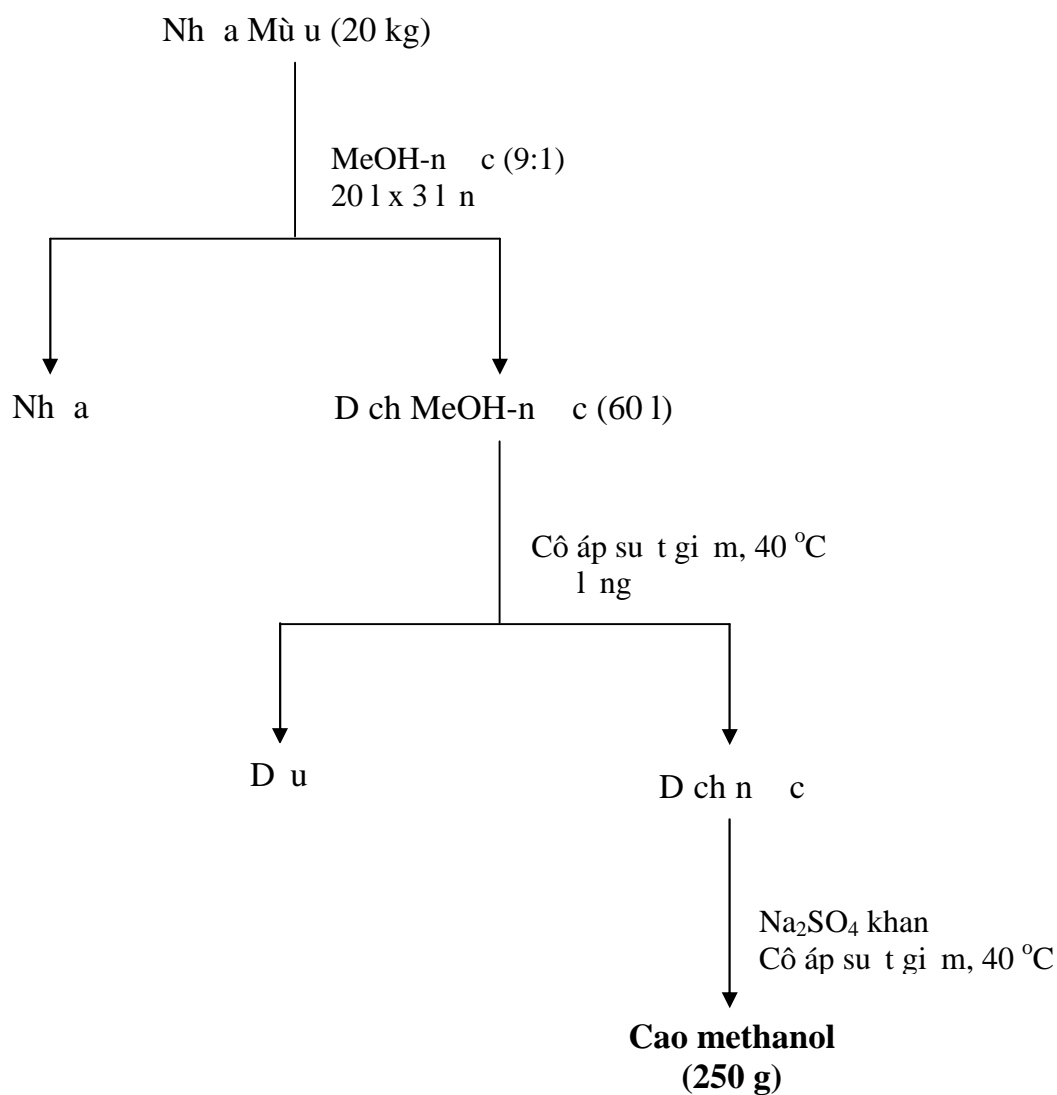 Nh a Mù u (20 kg)
MeOH-n c (9:1)
20 l x 3 l n
Nh a
D ch MeOH-n c (60 l)
Cô áp su t gi m, 40 °C
l ng
D u
D ch n c
Na₂SO₄ khan
Cô áp su t gi m, 40 °C
Cao methanol
(250 g)